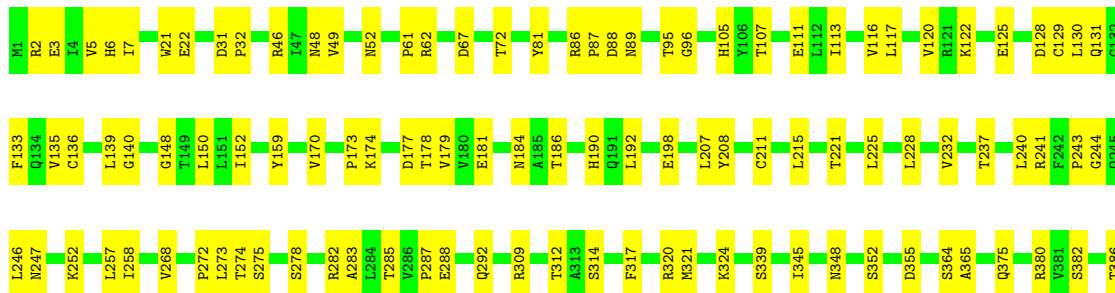 M1 R2 E3 I4 V5 H6 I7 W21 E22 D31 P32 R46 I47 N48 V49 N52 P61 R62 D67 T72 Y81 R86 P87 D88 N89 T95 G96 H105 Y106 T107 E111 L112 I113 V116 L117 V120 R121 K122 E125 D128 C129 L130 Q131
F133 Q134 V135 C136 L139 G140 G148 T149 L150 L151 I152 Y159 V170 P173 K174 D177 T178 V179 V180 E181 N184 A185 T186 H190 Q191 L192 E198 L207 Y208 C211 L215 T221 L225 L228 V232 T237 L240 R241 F242 P243 G244
L246 N247 K252 L257 I258 V268 P272 L273 T274 S275 S278 R282 A283 L284 T285 V286 P287 E288 Q292 R309 T312 A313 S314 F317 R320 M321 K324 S339 I345 N348 S352 D355 S364 A365 Q375 R380 V381 S382